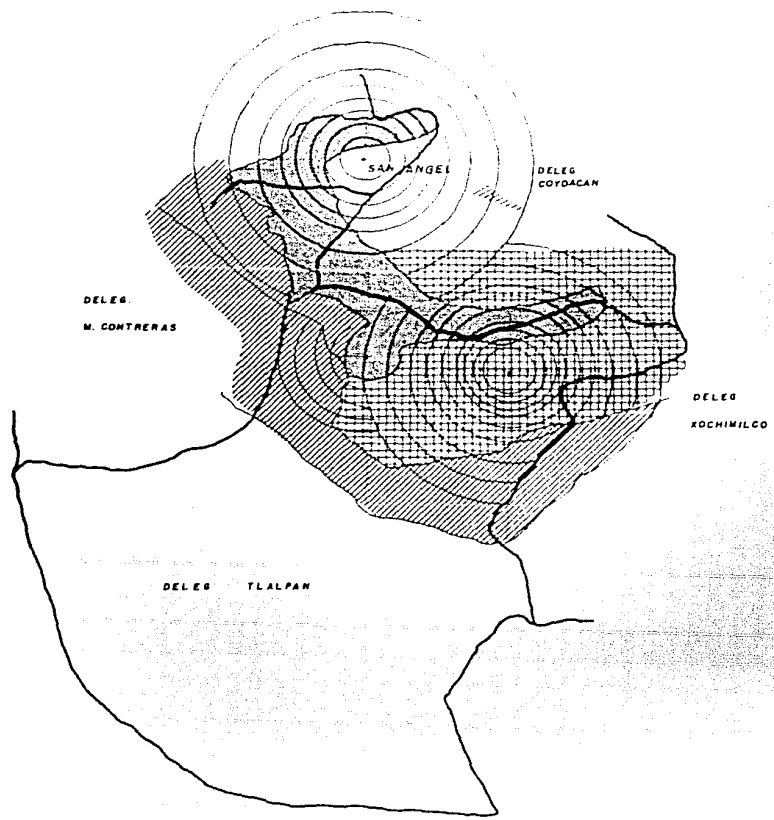 SAN ANGEL
DELEG
COYOACAN
DELEG.
M. CONTRERAS
DELEG
XOCHIMILCO
DELEG TLALPAN